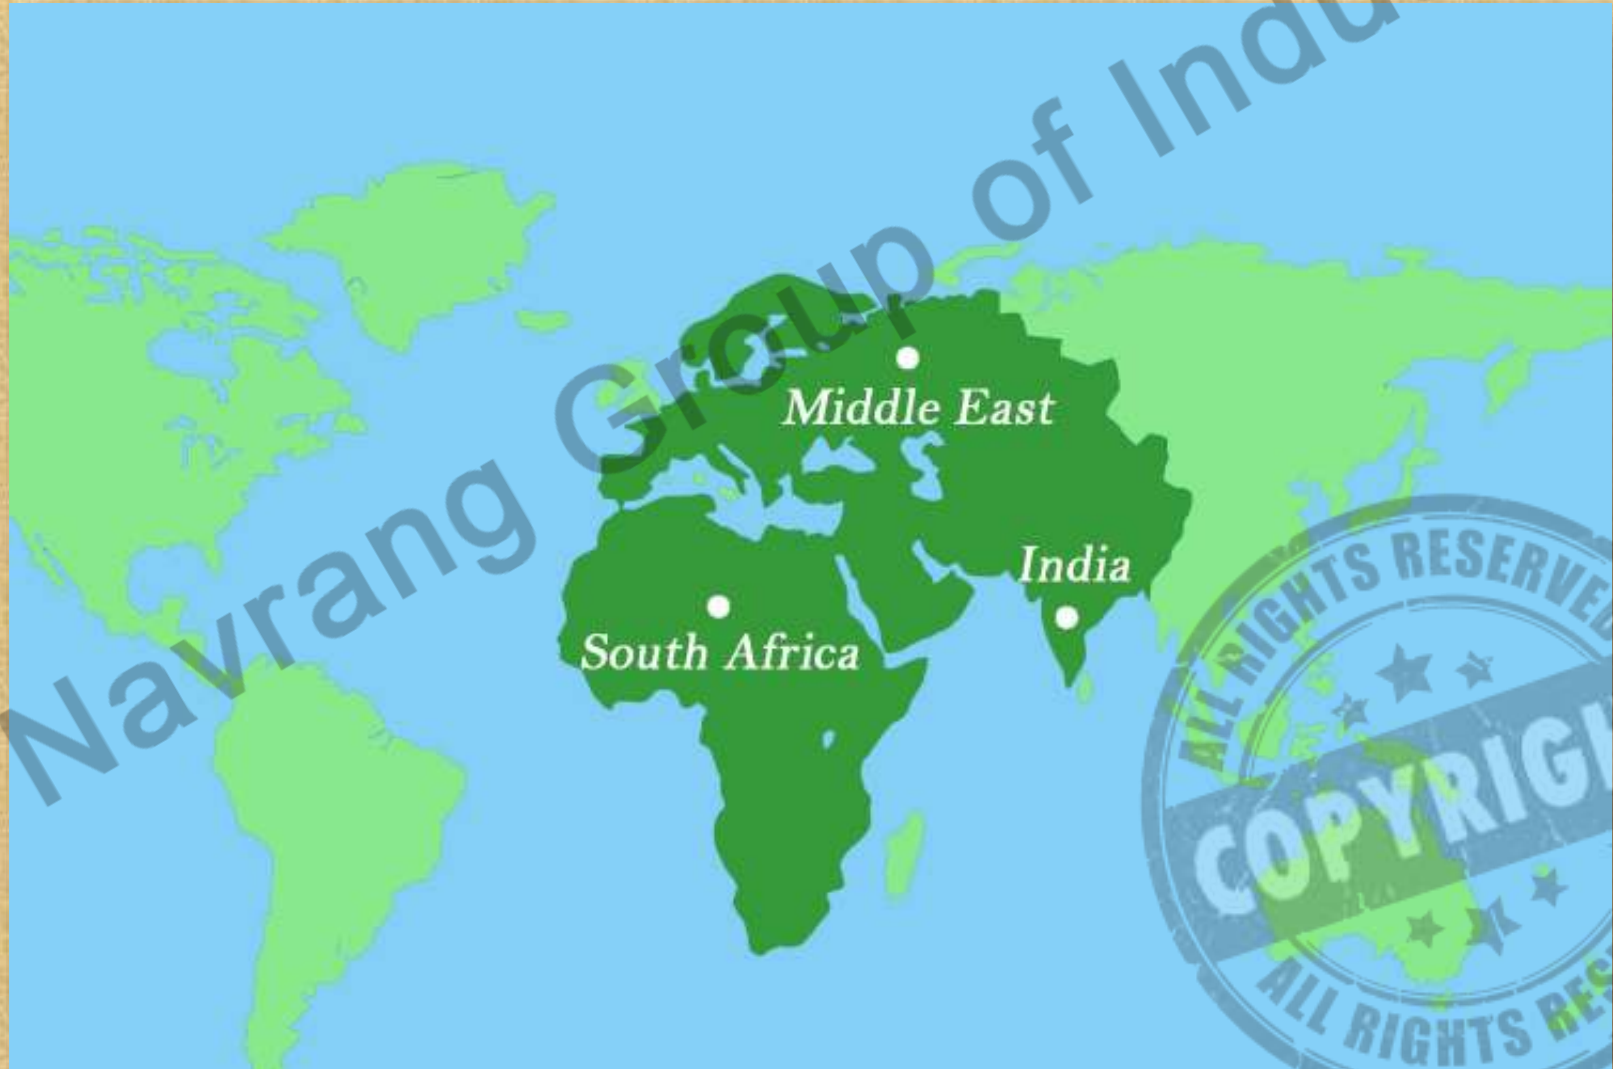 Navrang Group of Indu
Middle East
India
South Africa
ALL RIGHTS RESERVED
COPYRIGH
ALL RIGHTS RES